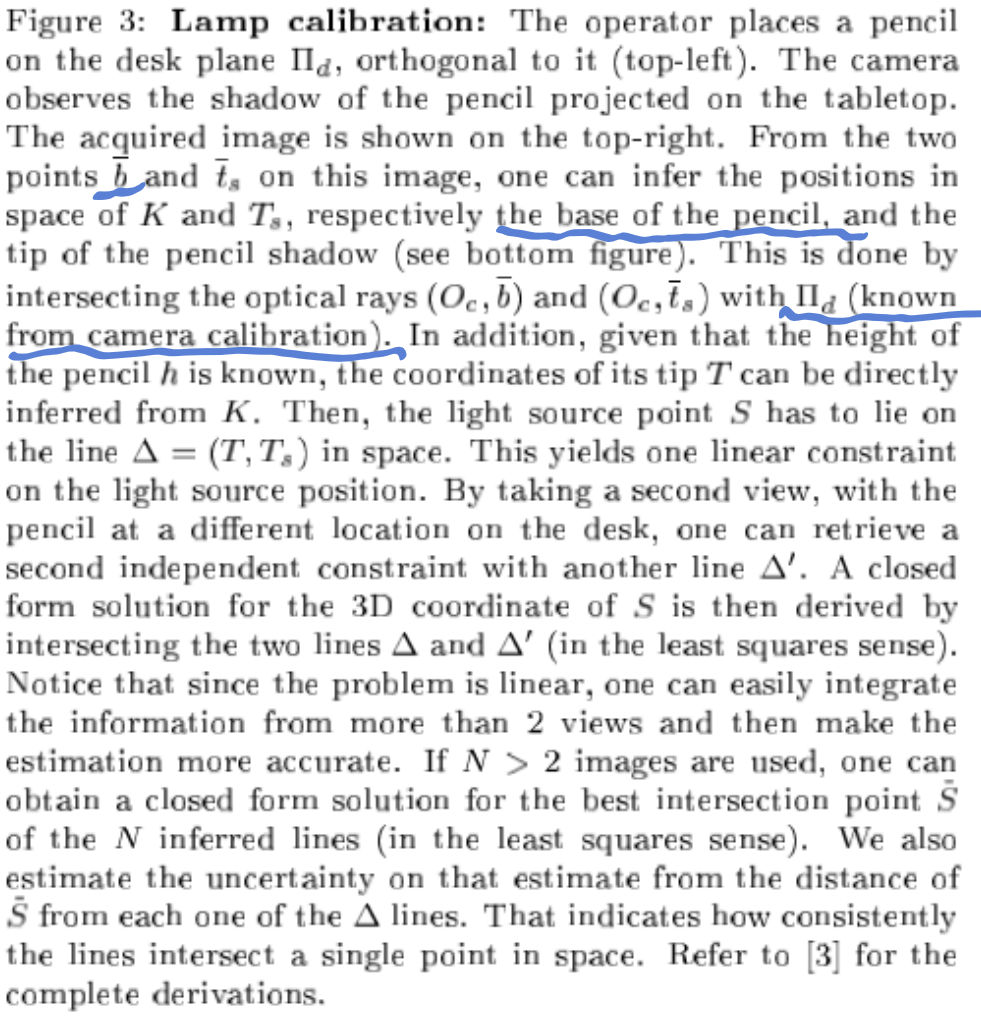 Figure 3: Lamp calibration: The operator places a pencil
on the desk plane Π_d, orthogonal to it (top-left). The camera
observes the shadow of the pencil projected on the tabletop.
The acquired image is shown on the top-right. From the two
points b̄ and t̄_s on this image, one can infer the positions in
space of K and T_s, respectively the base of the pencil, and the
tip of the pencil shadow (see bottom figure). This is done by
intersecting the optical rays (O_c, b̄) and (O_c, t̄_s) with Π_d (known
from camera calibration). In addition, given that the height of
the pencil h is known, the coordinates of its tip T can be directly
inferred from K. Then, the light source point S has to lie on
the line Δ = (T, T_s) in space. This yields one linear constraint
on the light source position. By taking a second view, with the
pencil at a different location on the desk, one can retrieve a
second independent constraint with another line Δ′. A closed
form solution for the 3D coordinate of S is then derived by
intersecting the two lines Δ and Δ′ (in the least squares sense).
Notice that since the problem is linear, one can easily integrate
the information from more than 2 views and then make the
estimation more accurate. If N > 2 images are used, one can
obtain a closed form solution for the best intersection point S̃
of the N inferred lines (in the least squares sense). We also
estimate the uncertainty on that estimate from the distance of
S̃ from each one of the Δ lines. That indicates how consistently
the lines intersect a single point in space. Refer to [3] for the
complete derivations.